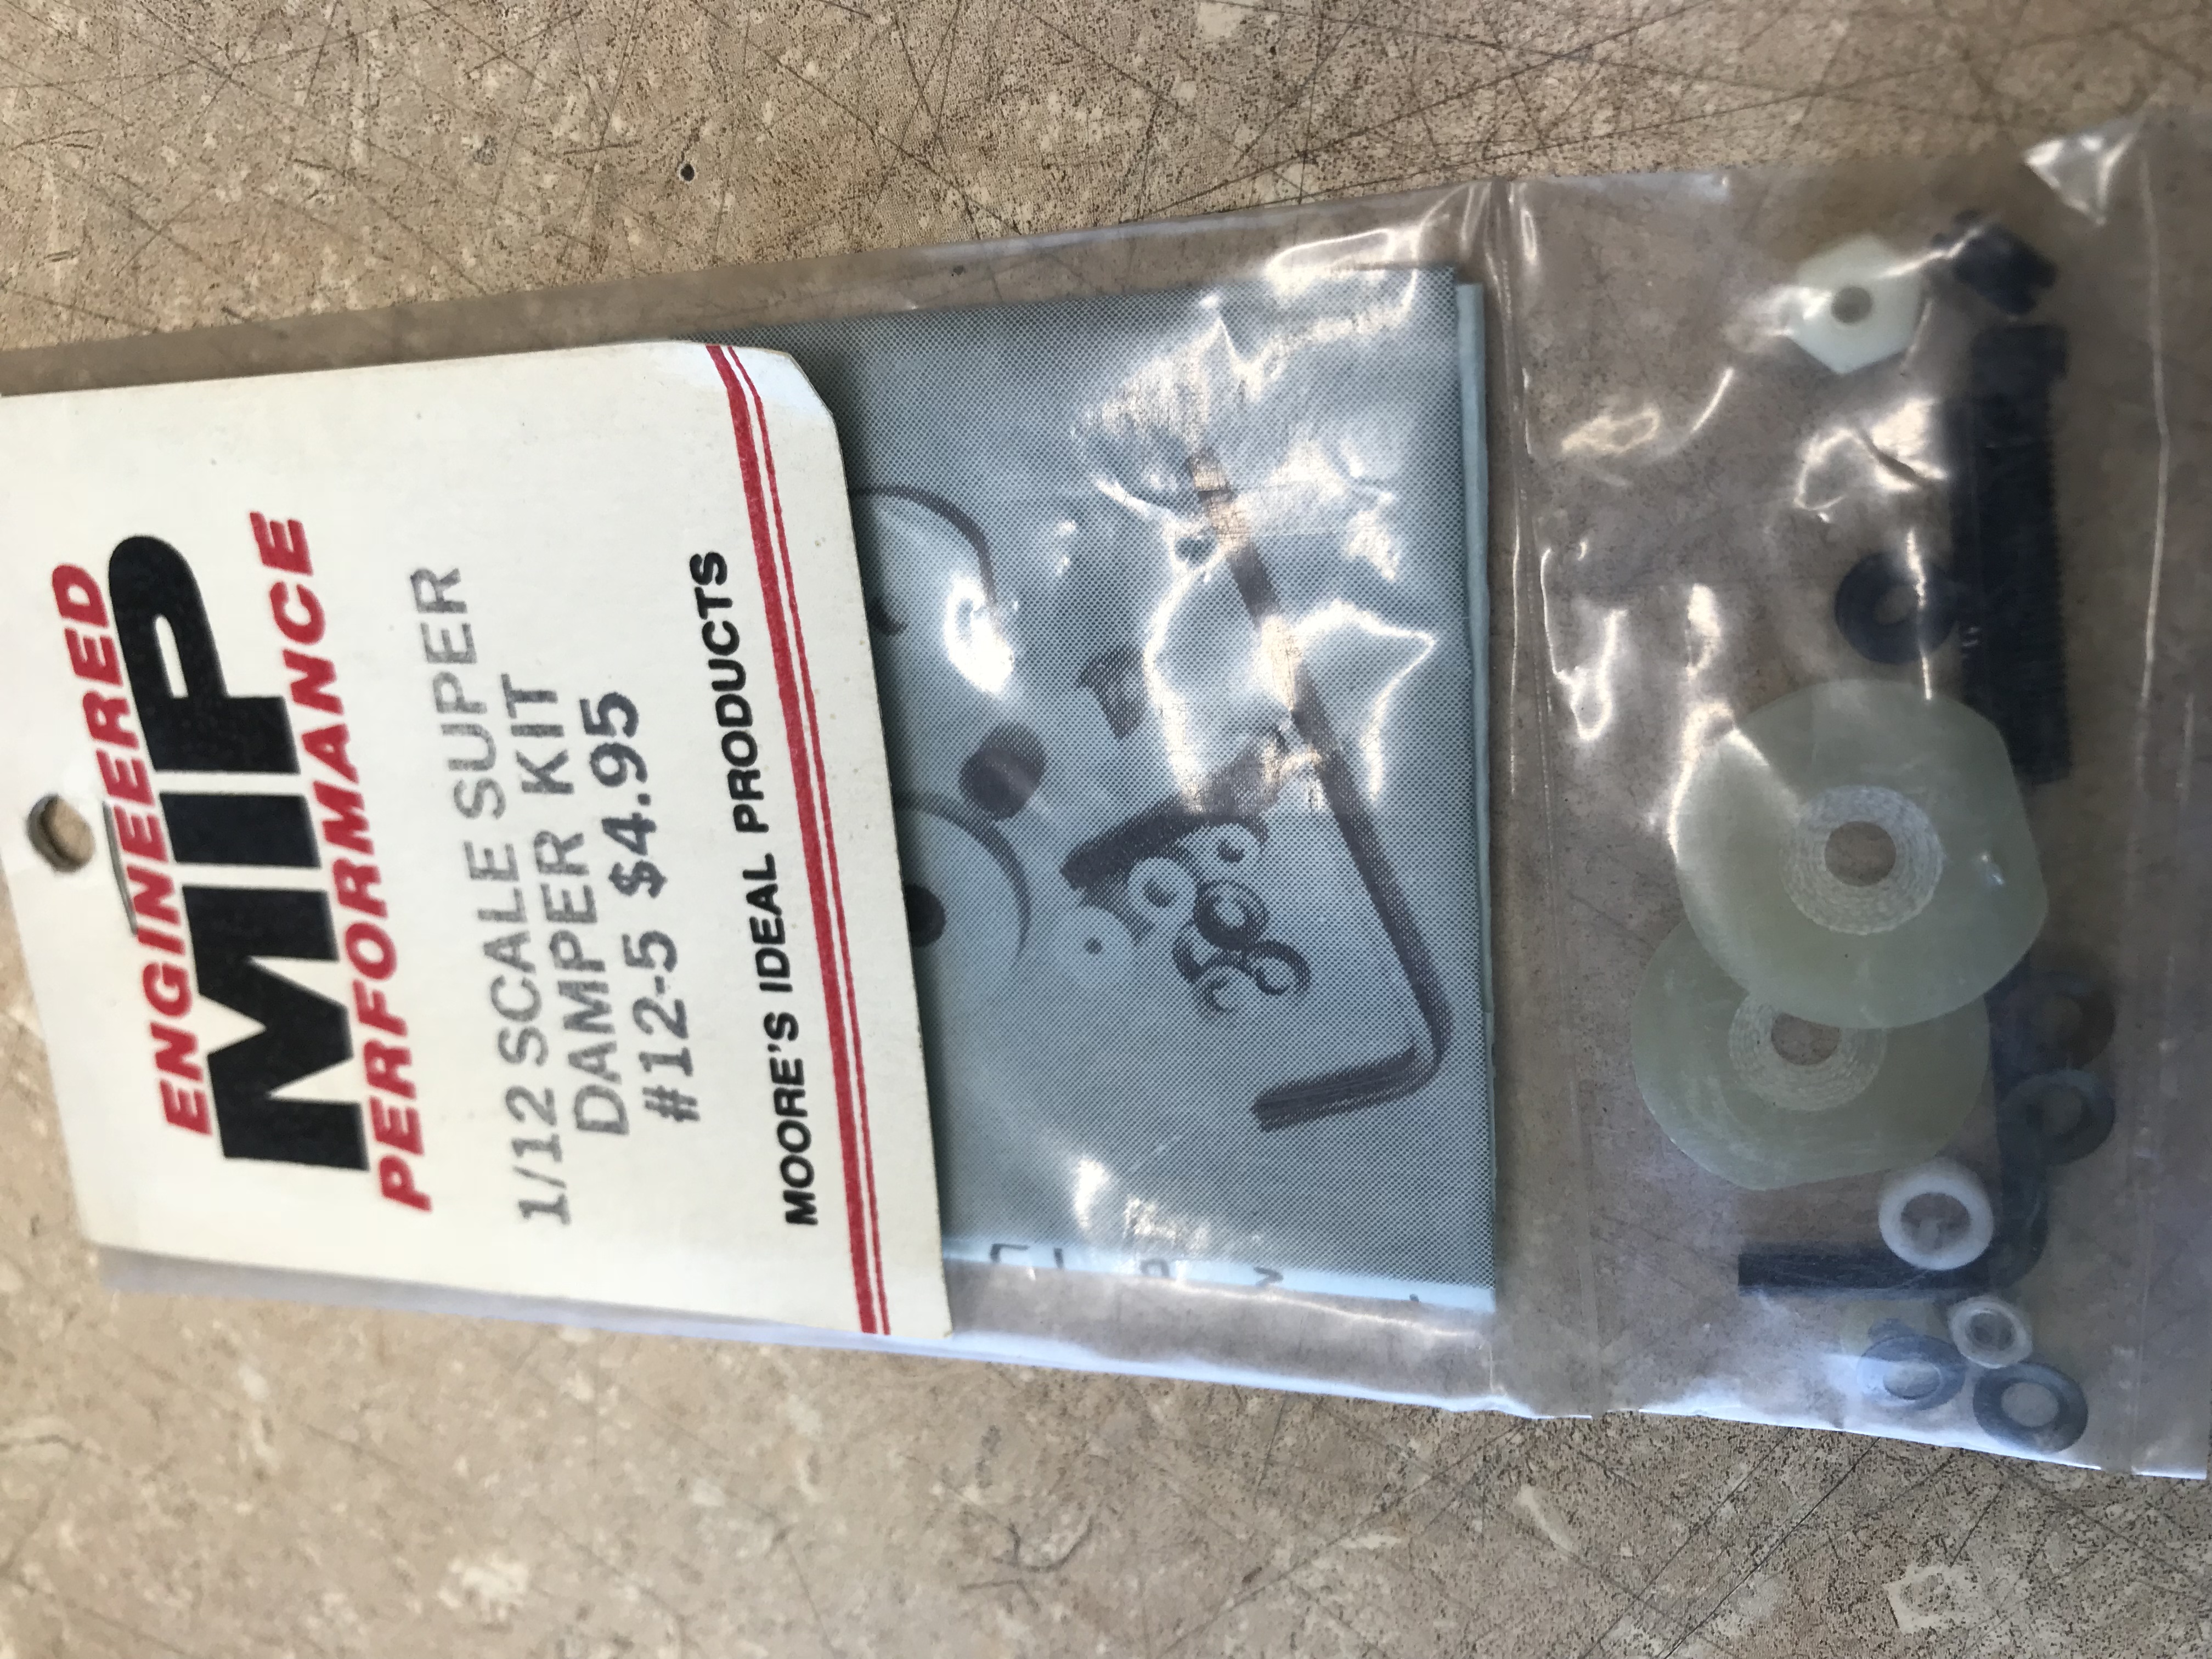 ENGINEERED
MIP
PERFORMANCE
1/12 SCALE SUPER
DAMPER KIT
#12-5 $4.95
MOORE'S IDEAL PRODUCTS